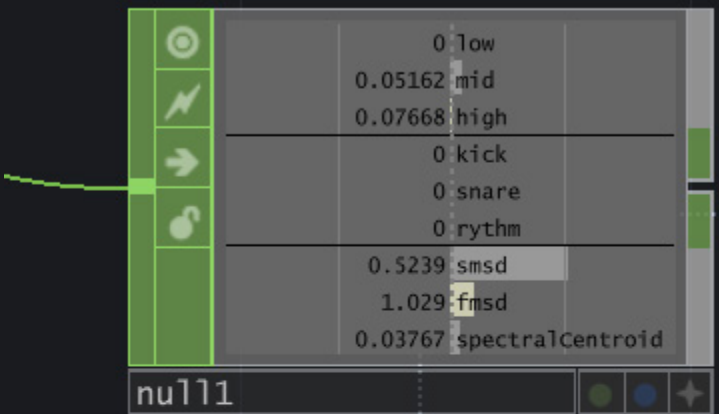 0 low
0.05162 mid
0.07668 high
0 kick
0 snare
0 rythm
0.5239 smsd
1.029 fmsd
0.03767 spectralCentroid
null1